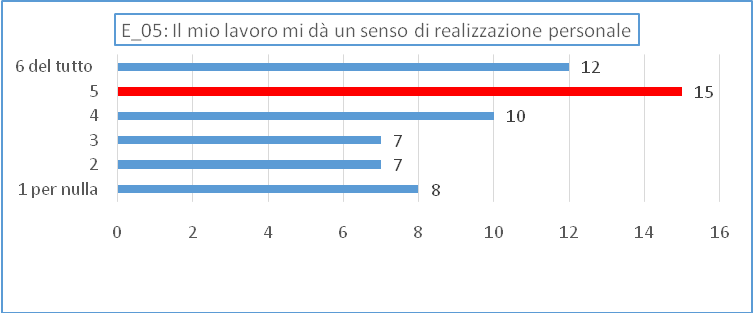 E_05: Il mio lavoro mi dà un senso di realizzazione personale
6 del tutto 12
5 15
4 10
3 7
2 7
1 per nulla 8
0 2 4 6 8 10 12 14 16